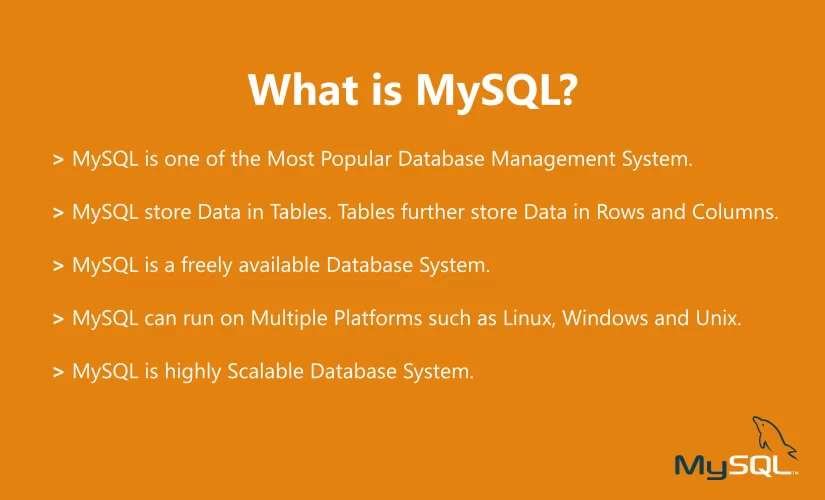 What is MySQL?
> MySQL is one of the Most Popular Database Management System.
> MySQL store Data in Tables. Tables further store Data in Rows and Columns.
> MySQL is a freely available Database System.
> MySQL can run on Multiple Platforms such as Linux, Windows and Unix.
> MySQL is highly Scalable Database System.
MySQL™